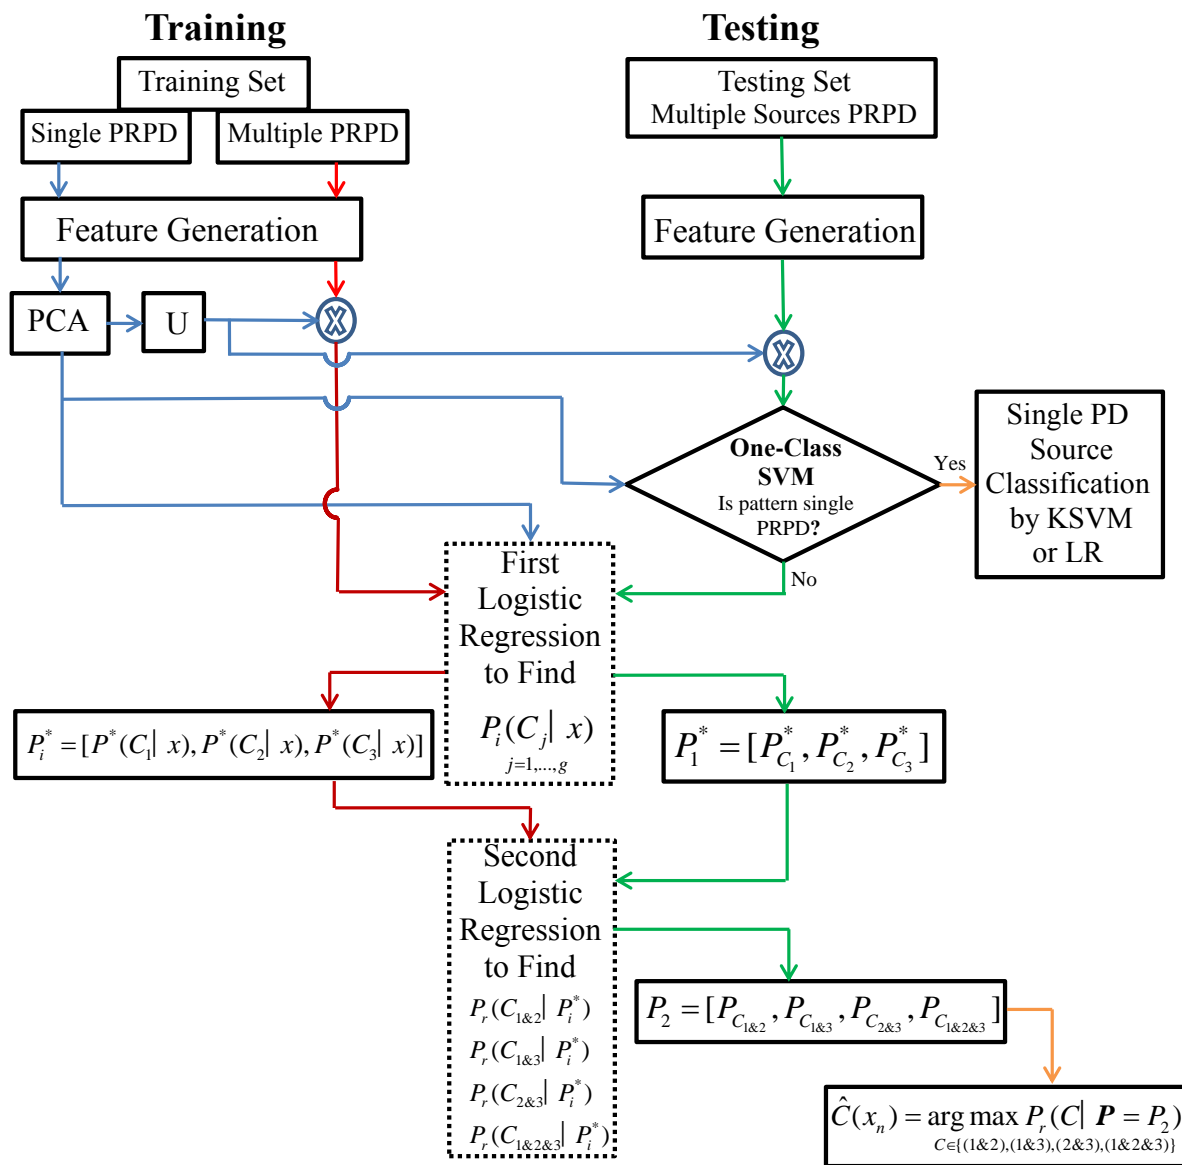 Training
Training Set
Single PRPD
Multiple PRPD
Feature Generation
PCA
U
X
Testing
Testing Set
Multiple Sources PRPD
Feature Generation
X
One-Class
SVM
Is pattern single
PRPD?
Yes
No
Single PD
Source
Classification
by KSVM
or LR
First
Logistic
Regression
to Find
P_i(C_j| x)
j=1,...,g
P_i^* = [P^*(C_1| x), P^*(C_2| x), P^*(C_3| x)]
P_1^* = [P_{C_1}^*, P_{C_2}^*, P_{C_3}^*]
Second
Logistic
Regression
to Find
P_r(C_{1&2}| P_i^*)
P_r(C_{1&3}| P_i^*)
P_r(C_{2&3}| P_i^*)
P_r(C_{1&2&3}| P_i^*)
P_2 = [P_{C_{1&2}}, P_{C_{1&3}}, P_{C_{2&3}}, P_{C_{1&2&3}}]
Ĉ(x_n) = arg max P_r(C| P = P_2)
C∈{(1&2),(1&3),(2&3),(1&2&3)}